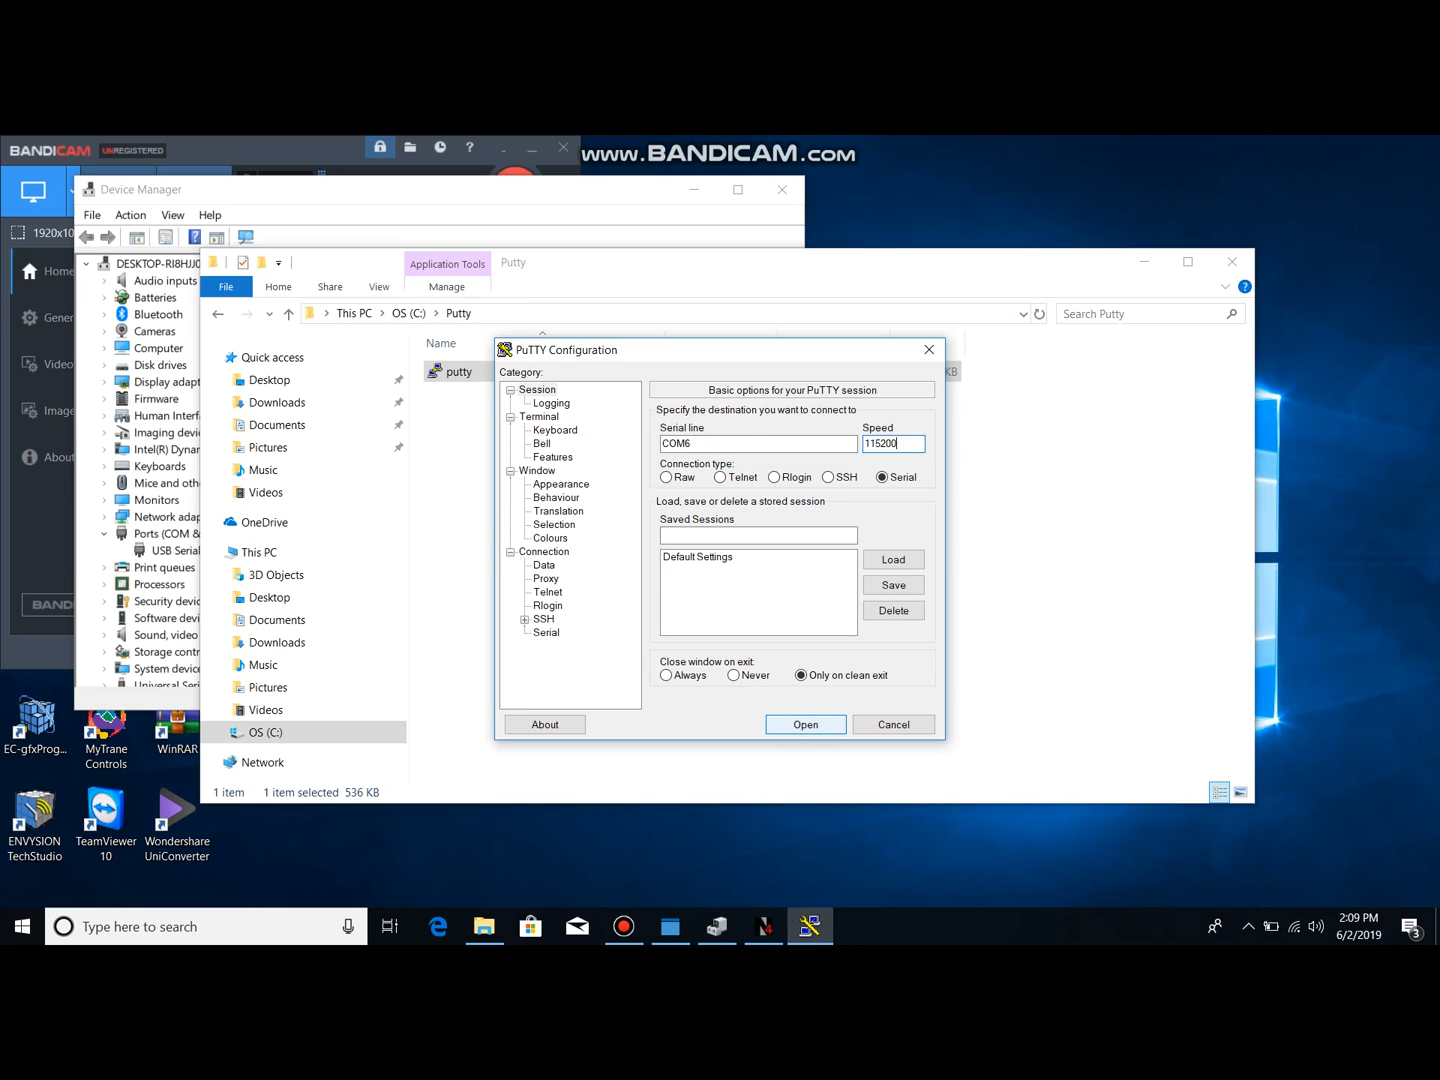 BANDICAM UNREGISTERED
www.BANDICAM.com
?
Device Manager
File Action View Help
1920x10
Home
Gener
Video
Image
About
BAND
DESKTOP-RI8HJJ0
Audio inputs
Batteries
Bluetooth
Cameras
Computer
Disk drives
Display adapt
Firmware
Human Interf
Imaging devic
Intel(R) Dynar
Keyboards
Mice and othe
Monitors
Network adap
Ports (COM &
USB Serial
Print queues
Processors
Security devic
Software devi
Sound, video
Storage contr
System device
Universal Seri
Application Tools
Putty
File Home Share View Manage
This PC > OS (C:) > Putty
Search Putty
Quick access
Desktop
Downloads
Documents
Pictures
Music
Videos
OneDrive
This PC
3D Objects
Desktop
Documents
Downloads
Music
Pictures
Videos
OS (C:)
Network
Name
putty
KB
1 item 1 item selected 536 KB
PuTTY Configuration
Category:
Session
Logging
Terminal
Keyboard
Bell
Features
Window
Appearance
Behaviour
Translation
Selection
Colours
Connection
Data
Proxy
Telnet
Rlogin
SSH
Serial
Basic options for your PuTTY session
Specify the destination you want to connect to
Serial line Speed
COM6 115200
Connection type:
Raw Telnet Rlogin SSH Serial
Load, save or delete a stored session
Saved Sessions
Default Settings
Load
Save
Delete
Close window on exit:
Always Never Only on clean exit
About Open Cancel
EC-gfxProg...
MyTrane
Controls
WinRAR
ENVYSION
TechStudio
TeamViewer
10
Wondershare
UniConverter
Type here to search
2:09 PM
6/2/2019
3